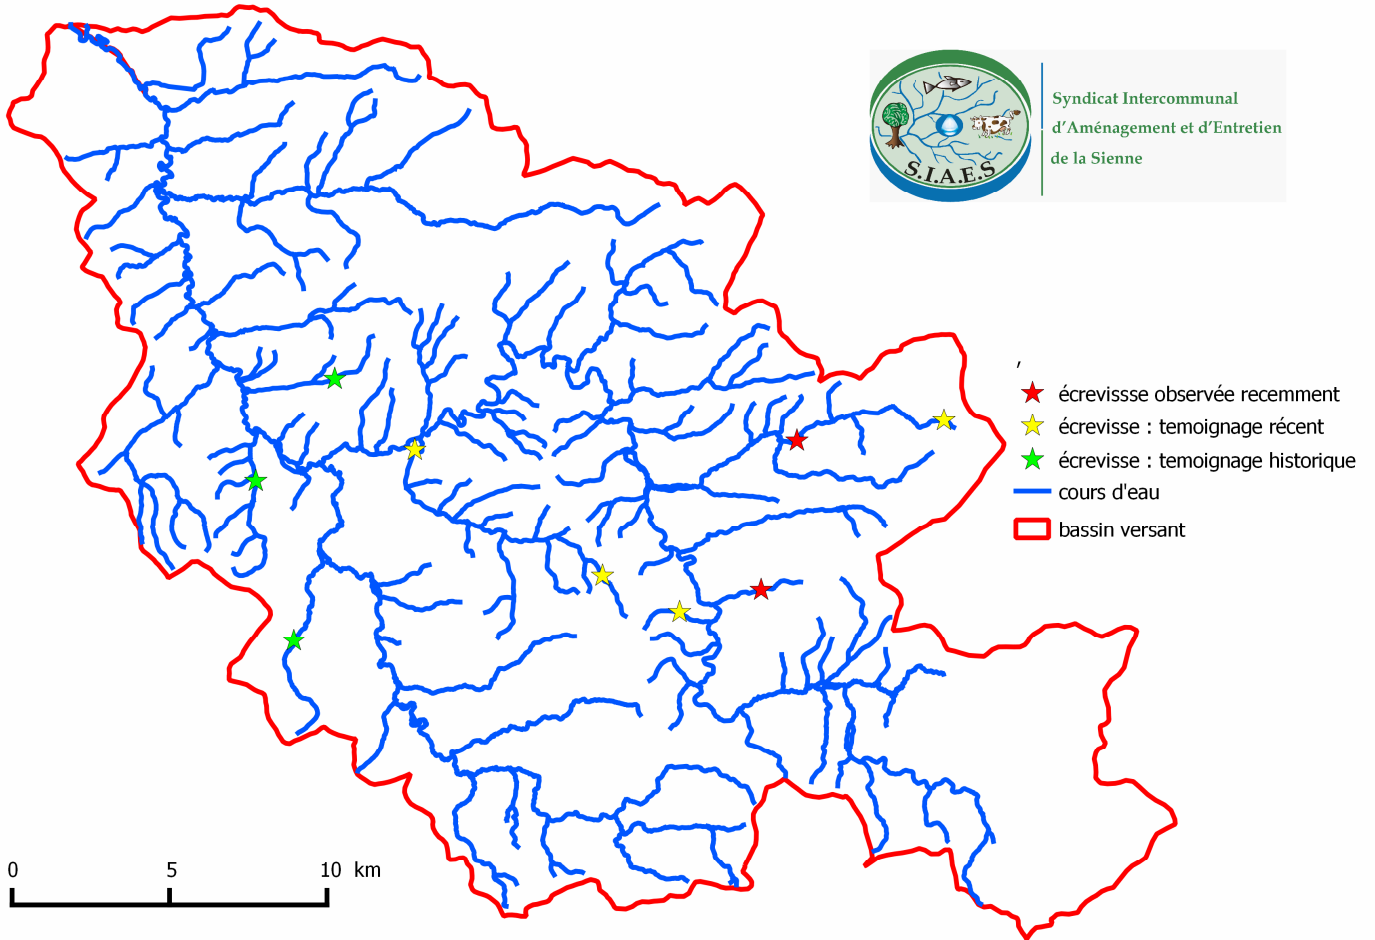 Syndicat Intercommunal
d'Aménagement et d'Entretien
de la Sienne
S.I.A.E.S
,
écrevissse observée recemment
écrevisse : temoignage récent
écrevisse : temoignage historique
cours d'eau
bassin versant
0 5 10 km